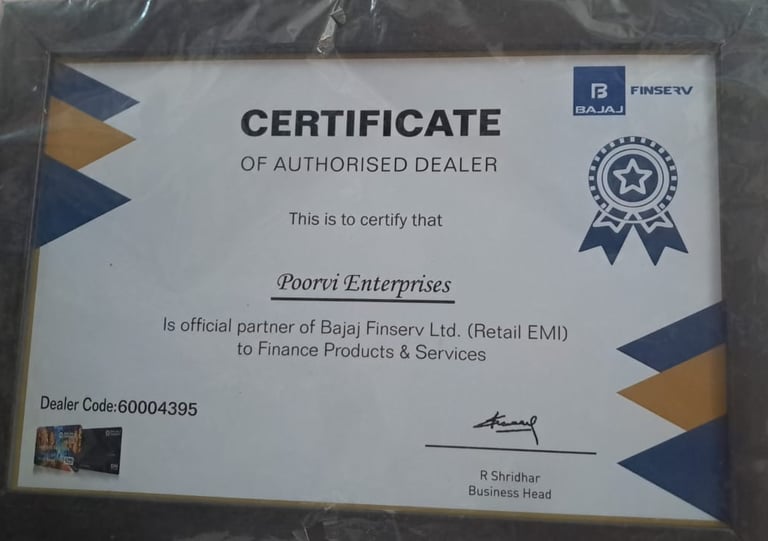 B
BAJAJ
FINSERV
CERTIFICATE
OF AUTHORISED DEALER
This is to certify that
Poorvi Enterprises
Is official partner of Bajaj Finserv Ltd. (Retail EMI)
to Finance Products & Services
Dealer Code:60004395
R Shridhar
Business Head